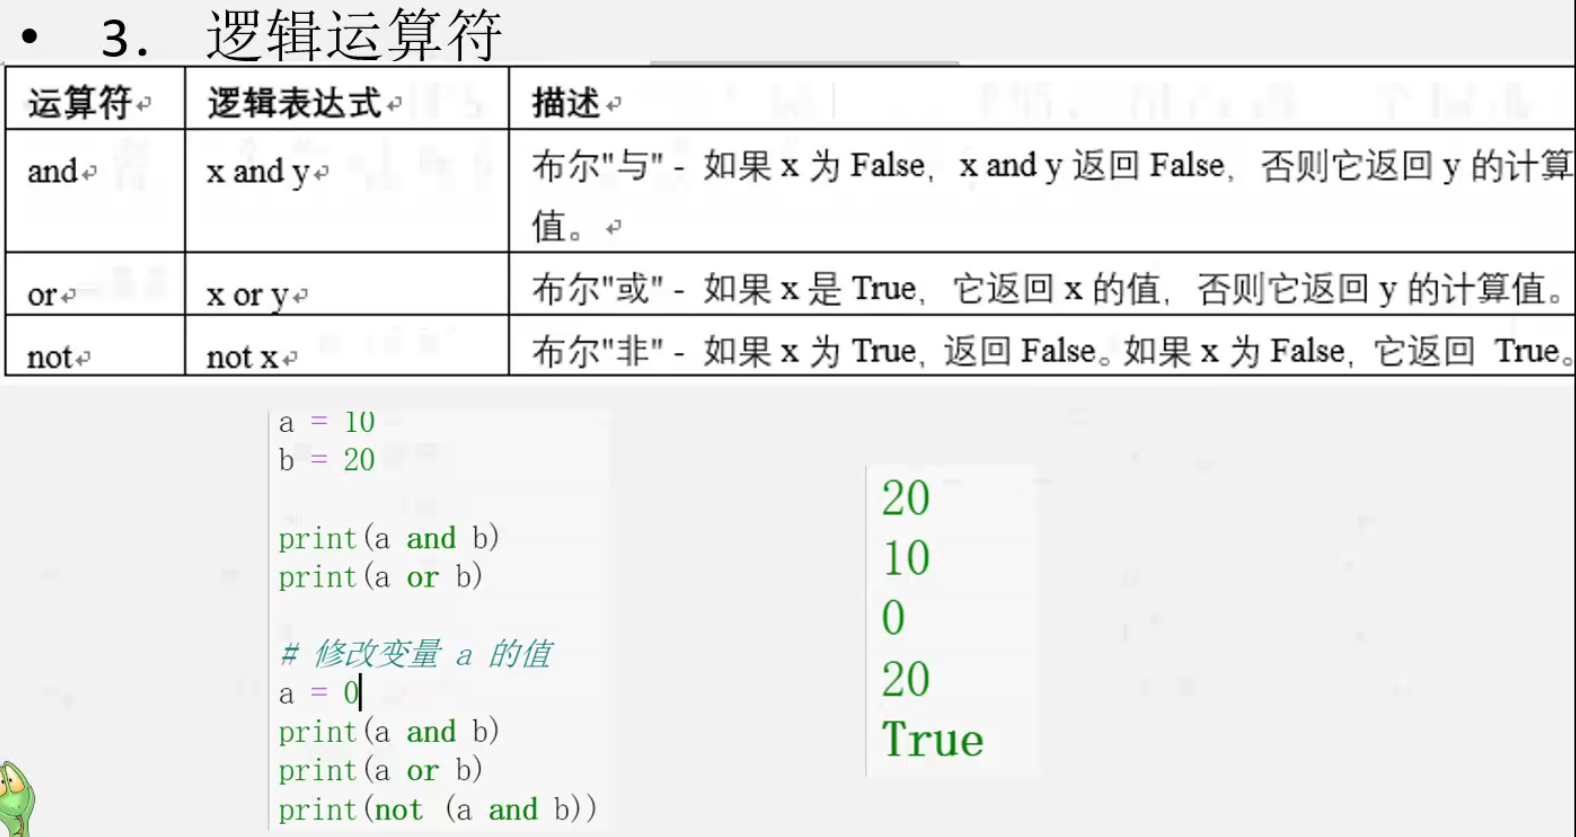 • 3. 逻辑运算符
运算符 逻辑表达式 描述
and x and y 布尔"与" - 如果 x 为 False，x and y 返回 False，否则它返回 y 的计算
值。
or x or y 布尔"或" - 如果 x 是 True，它返回 x 的值，否则它返回 y 的计算值。
not not x 布尔"非" - 如果 x 为 True，返回 False。如果 x 为 False，它返回 True。
a = 10
b = 20
print(a and b)
print(a or b)
# 修改变量 a 的值
a = 0
print(a and b)
print(a or b)
print(not (a and b))
20
10
0
20
True